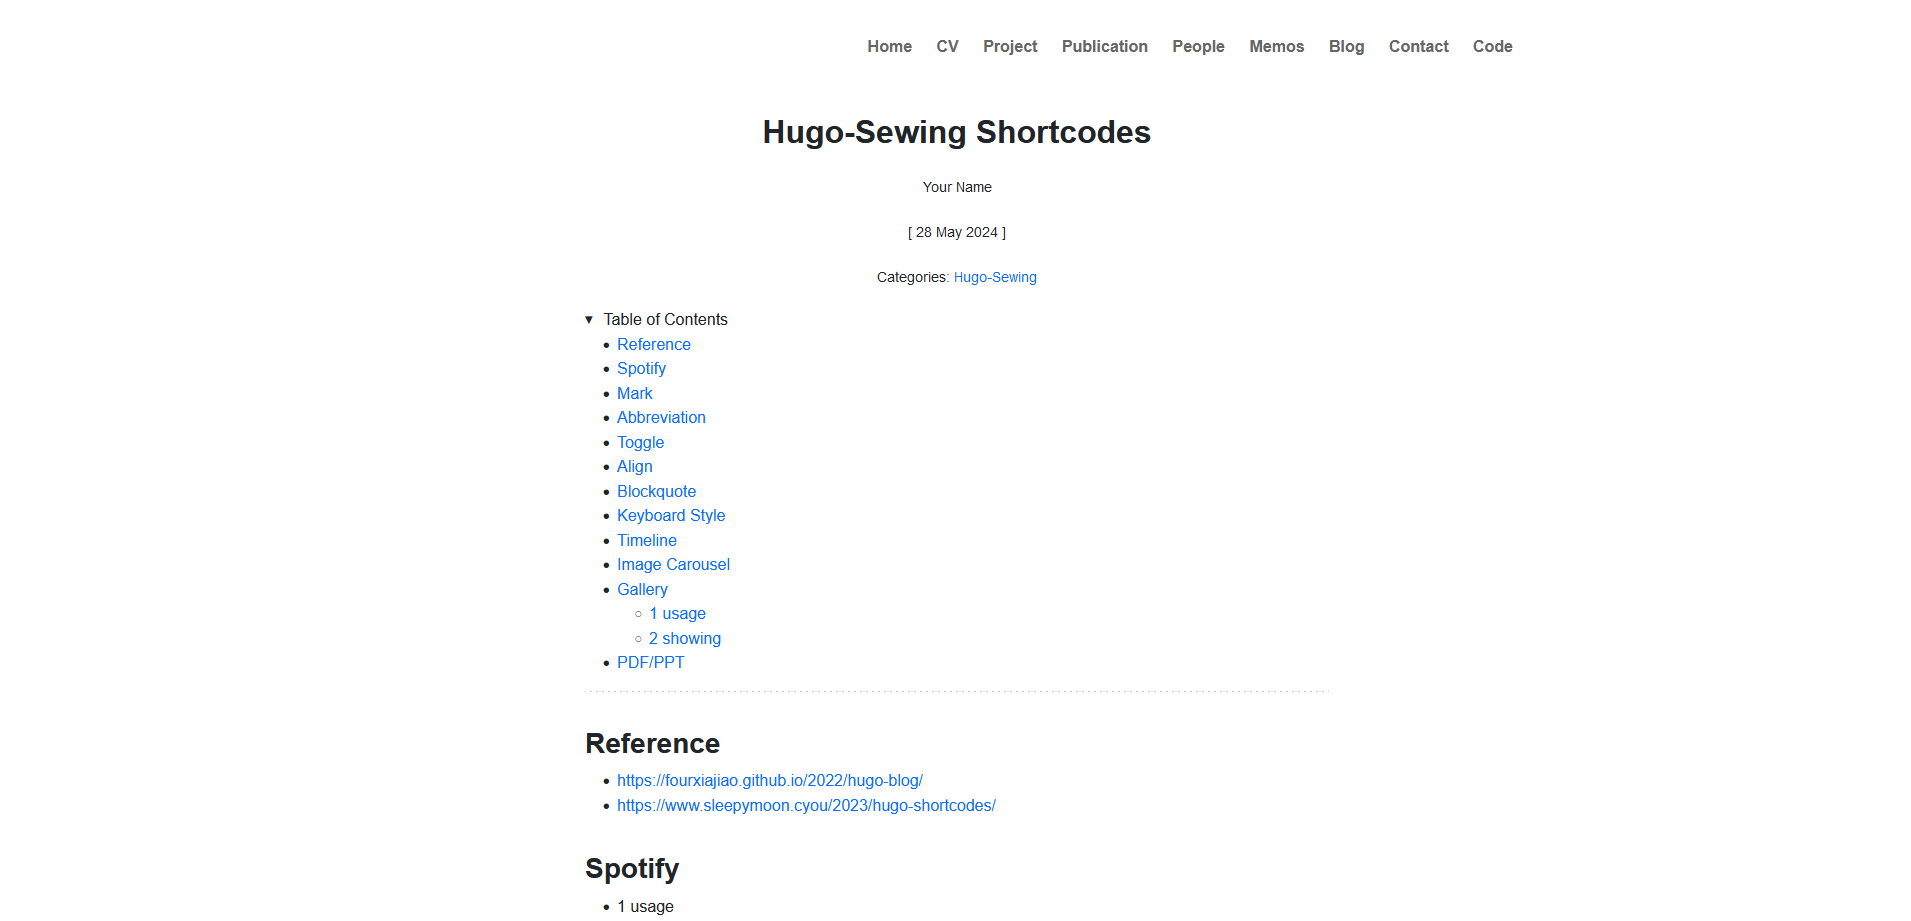 Home CV Project Publication People Memos Blog Contact Code
Hugo-Sewing Shortcodes
Your Name
[ 28 May 2024 ]
Categories: Hugo-Sewing
▼ Table of Contents
• Reference
• Spotify
• Mark
• Abbreviation
• Toggle
• Align
• Blockquote
• Keyboard Style
• Timeline
• Image Carousel
• Gallery
○ 1 usage
○ 2 showing
• PDF/PPT
Reference
• https://fourxiajiao.github.io/2022/hugo-blog/
• https://www.sleepymoon.cyou/2023/hugo-shortcodes/
Spotify
• 1 usage